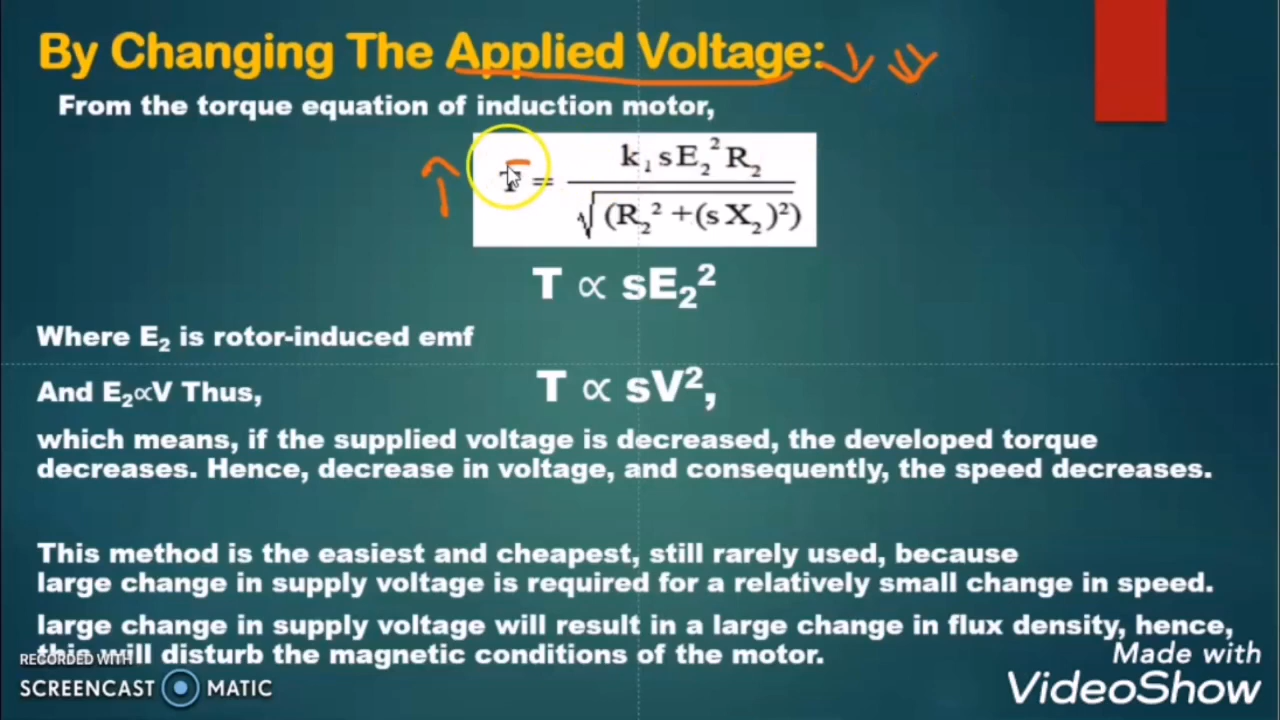 By Changing The Applied Voltage:
From the torque equation of induction motor,
T = k₁ s E₂² R₂ / √(R₂² + (s X₂)²)
T ∝ sE₂²
Where E₂ is rotor-induced emf
And E₂∝V Thus,
T ∝ sV²,
which means, if the supplied voltage is decreased, the developed torque
decreases. Hence, decrease in voltage, and consequently, the speed decreases.
This method is the easiest and cheapest, still rarely used, because
large change in supply voltage is required for a relatively small change in speed.
large change in supply voltage will result in a large change in flux density, hence,
this will disturb the magnetic conditions of the motor.
RECORDED WITH
SCREENCAST MATIC
Made with
VideoShow